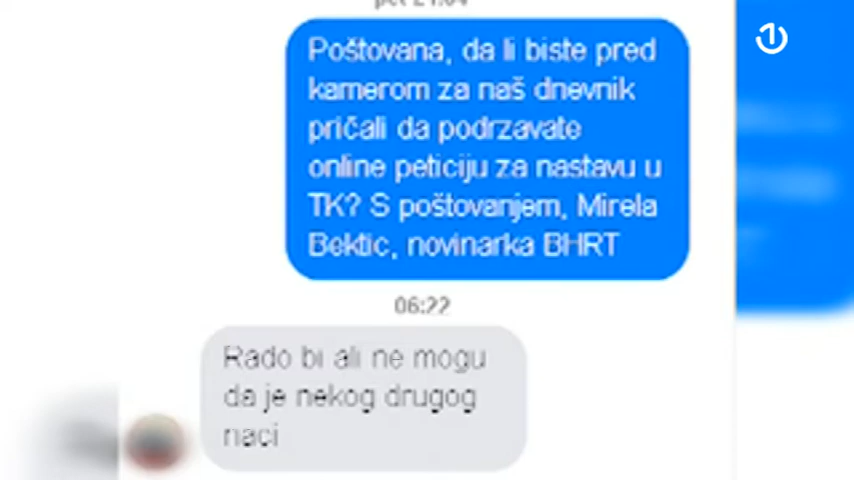 Poštovana, da li biste pred
kamerom za naš dnevnik
pričali da podrzavate
online peticiju za nastavu u
TK? S poštovanjem, Mirela
Bektic, novinarka BHRT
06:22
Rado bi ali ne mogu
da je nekog drugog
naci